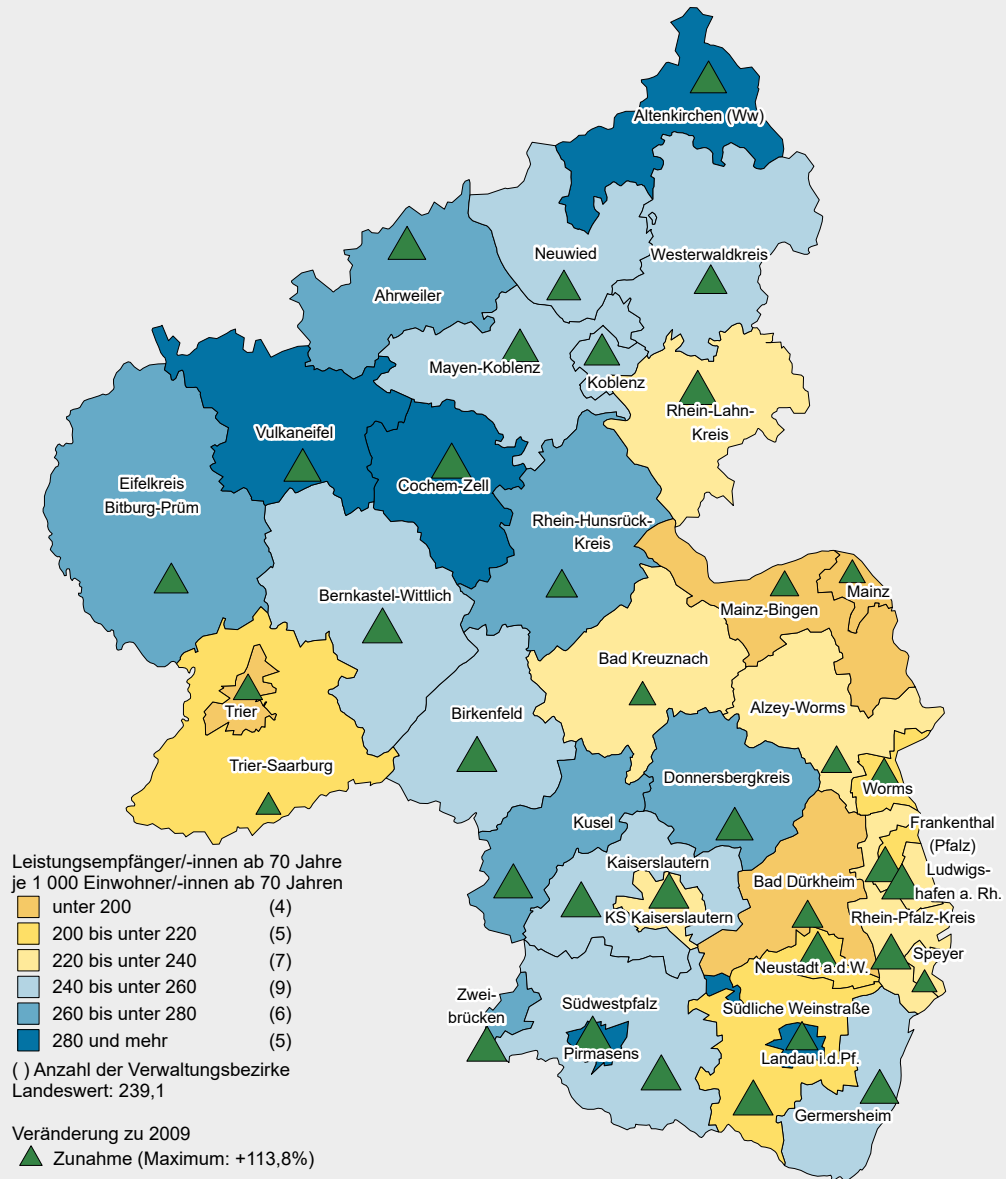 Altenkirchen (Ww)
Neuwied
Westerwaldkreis
Ahrweiler
Mayen-Koblenz
Koblenz
Rhein-Lahn-
Kreis
Vulkaneifel
Cochem-Zell
Eifelkreis
Bitburg-Prüm
Rhein-Hunsrück-
Kreis
Bernkastel-Wittlich
Mainz-Bingen
Mainz
Bad Kreuznach
Alzey-Worms
Trier
Birkenfeld
Trier-Saarburg
Donnersbergkreis
Worms
Kusel
Frankenthal
(Pfalz)
Kaiserslautern
Ludwigs-
hafen a. Rh.
Bad Dürkheim
KS Kaiserslautern
Rhein-Pfalz-Kreis
Speyer
Neustadt a.d.W.
Zwei-
brücken
Südwestpfalz
Südliche Weinstraße
Pirmasens
Landau i.d.Pf.
Germersheim
Leistungsempfänger/-innen ab 70 Jahre
je 1 000 Einwohner/-innen ab 70 Jahren
unter 200 (4)
200 bis unter 220 (5)
220 bis unter 240 (7)
240 bis unter 260 (9)
260 bis unter 280 (6)
280 und mehr (5)
( ) Anzahl der Verwaltungsbezirke
Landeswert: 239,1
Veränderung zu 2009
Zunahme (Maximum: +113,8%)